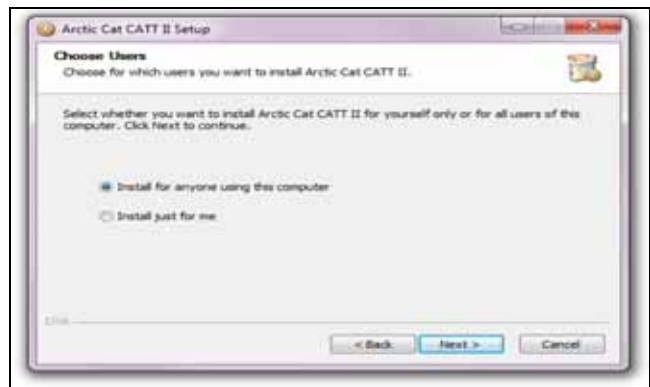 Arctic Cat CATT II Setup
Choose Users
Choose for which users you want to install Arctic Cat CATT II.
Select whether you want to install Arctic Cat CATT II for yourself only or for all users of this
computer. Click Next to continue.
Install for anyone using this computer
Install just for me
< Back
Next >
Cancel